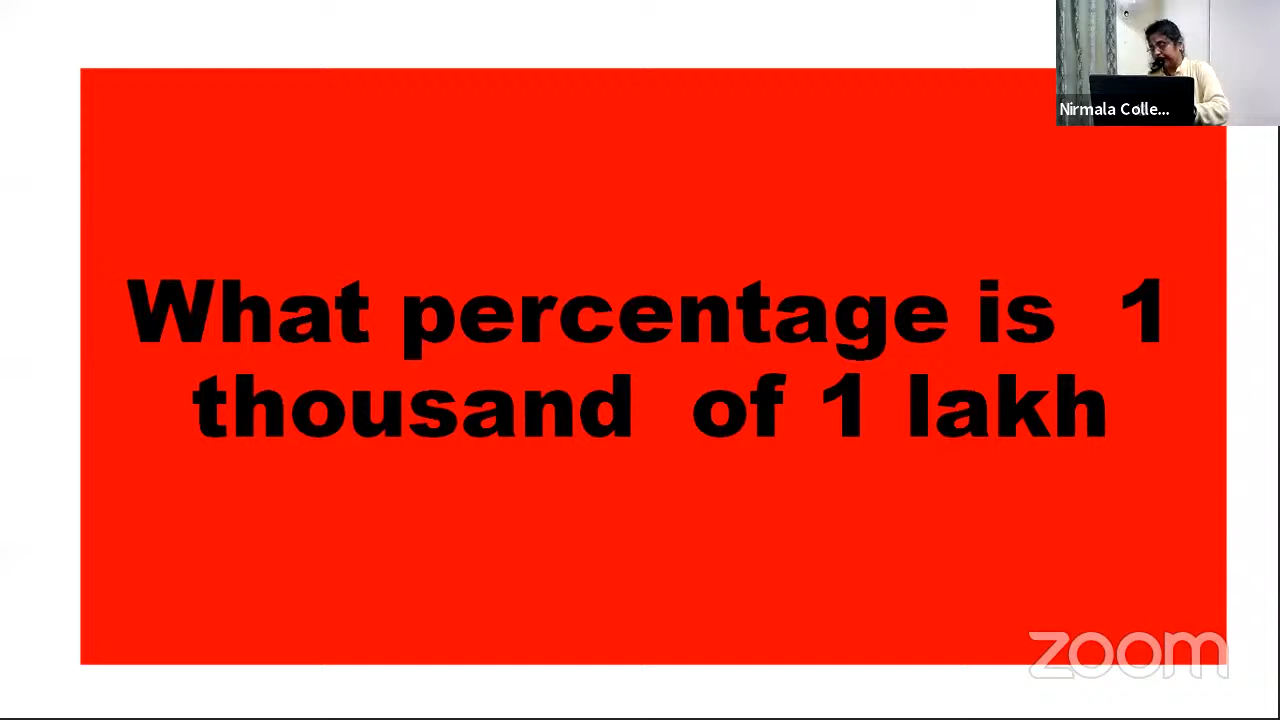 Nirmala Colle...
What percentage is 1
thousand of 1 lakh
zoom